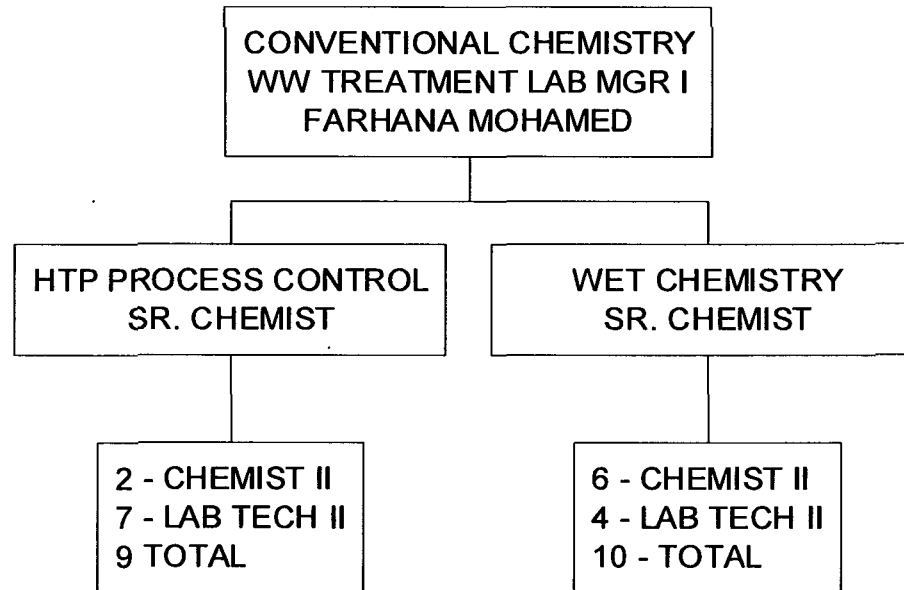 CONVENTIONAL CHEMISTRY
WW TREATMENT LAB MGR I
FARHANA MOHAMED
HTP PROCESS CONTROL
SR. CHEMIST
WET CHEMISTRY
SR. CHEMIST
2 - CHEMIST II
7 - LAB TECH II
9 TOTAL
6 - CHEMIST II
4 - LAB TECH II
10 - TOTAL